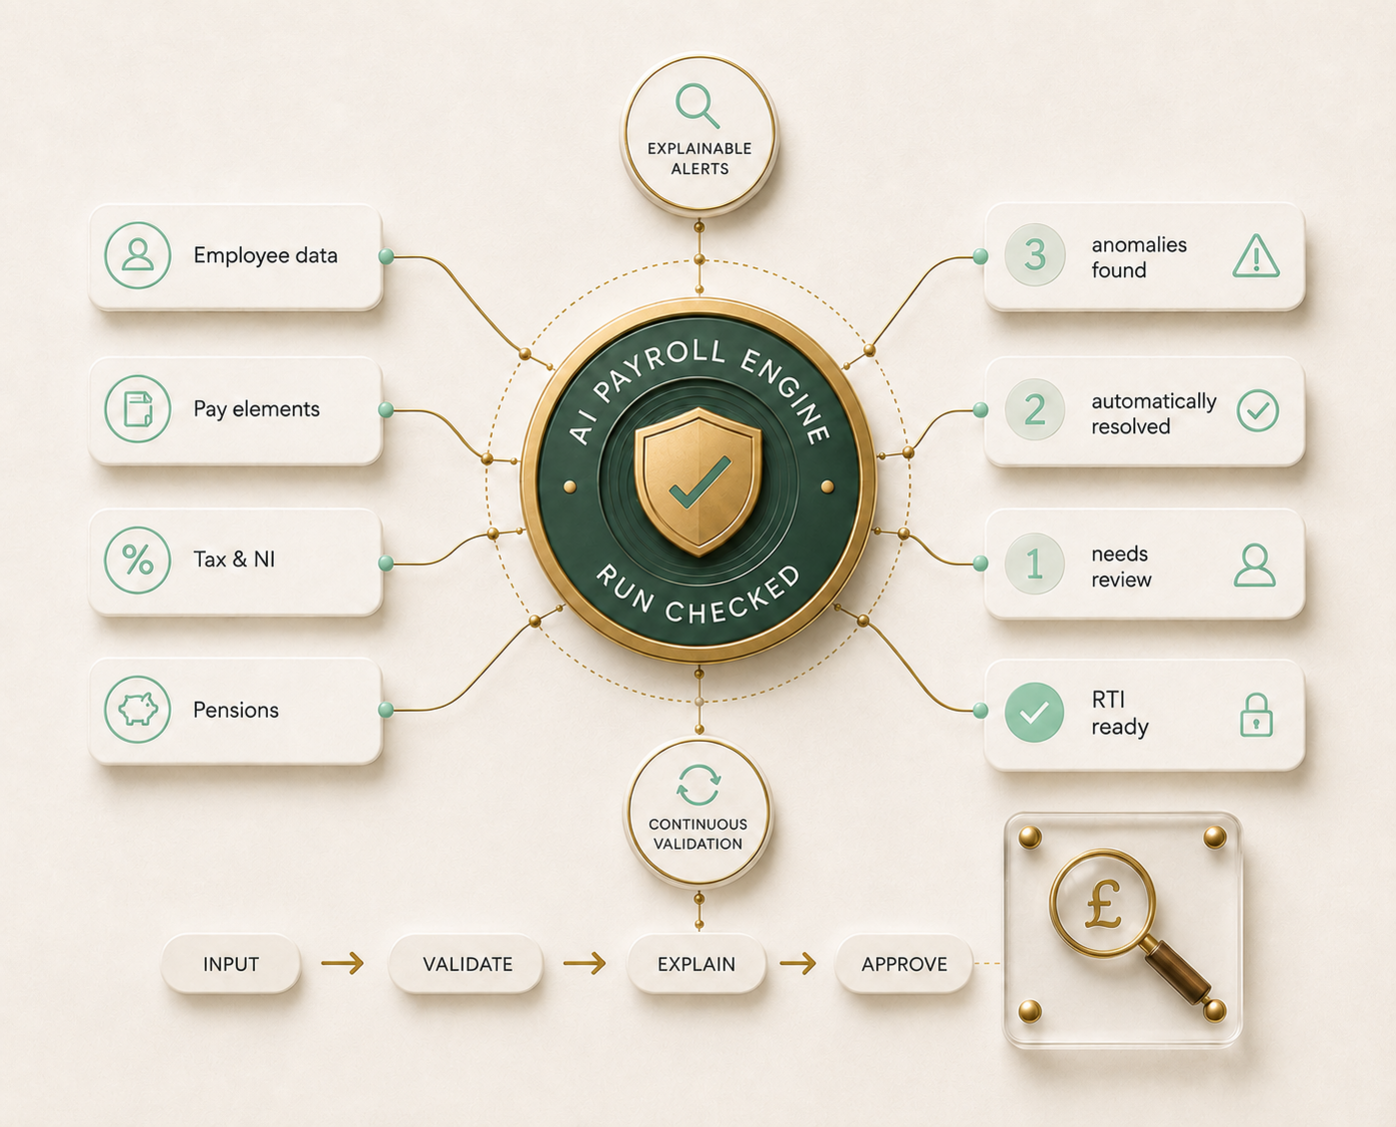 EXPLAINABLE
ALERTS
Employee data
Pay elements
Tax & NI
Pensions
AI PAYROLL ENGINE
RUN CHECKED
3
anomalies
found
2
automatically
resolved
1
needs
review
RTI
ready
CONTINUOUS
VALIDATION
INPUT
VALIDATE
EXPLAIN
APPROVE
£